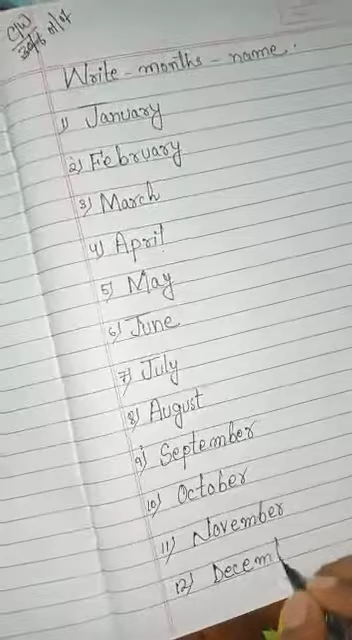 C/W
Write - months - name.
1) January
2) February
3) March
4) April
5) May
6) June
7) July
8) August
9) September
10) October
11) November
12) Decem